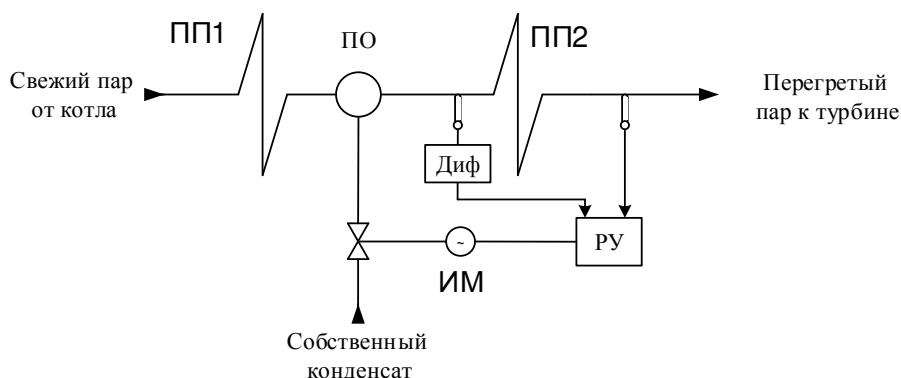 ПП1
ПО
ПП2
Свежий пар
от котла
Перегретый
пар к турбине
Диф
РУ
~
ИМ
Собственный
конденсат